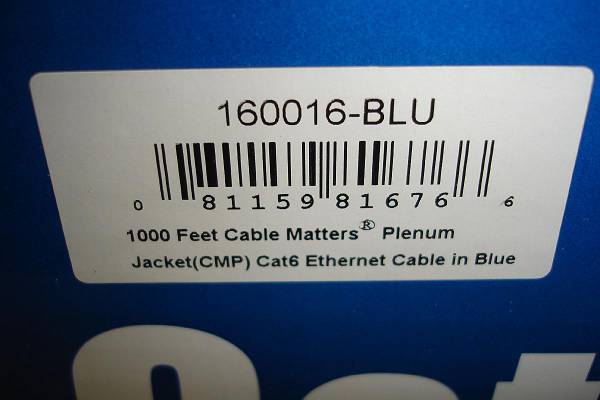 160016-BLU
0 81159 81676 6
1000 Feet Cable Matters® Plenum
Jacket(CMP) Cat6 Ethernet Cable in Blue